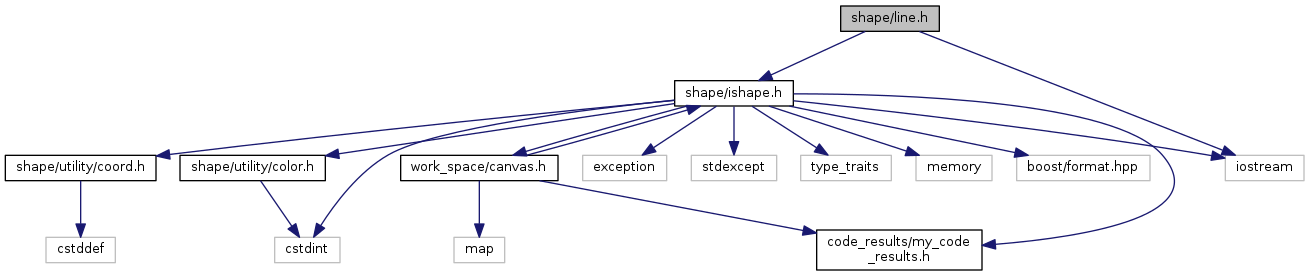 shape/line.h
shape/ishape.h
shape/utility/coord.h
shape/utility/color.h
work_space/canvas.h
exception
stdexcept
type_traits
memory
boost/format.hpp
iostream
cstddef
cstdint
map
code_results/my_code
_results.h